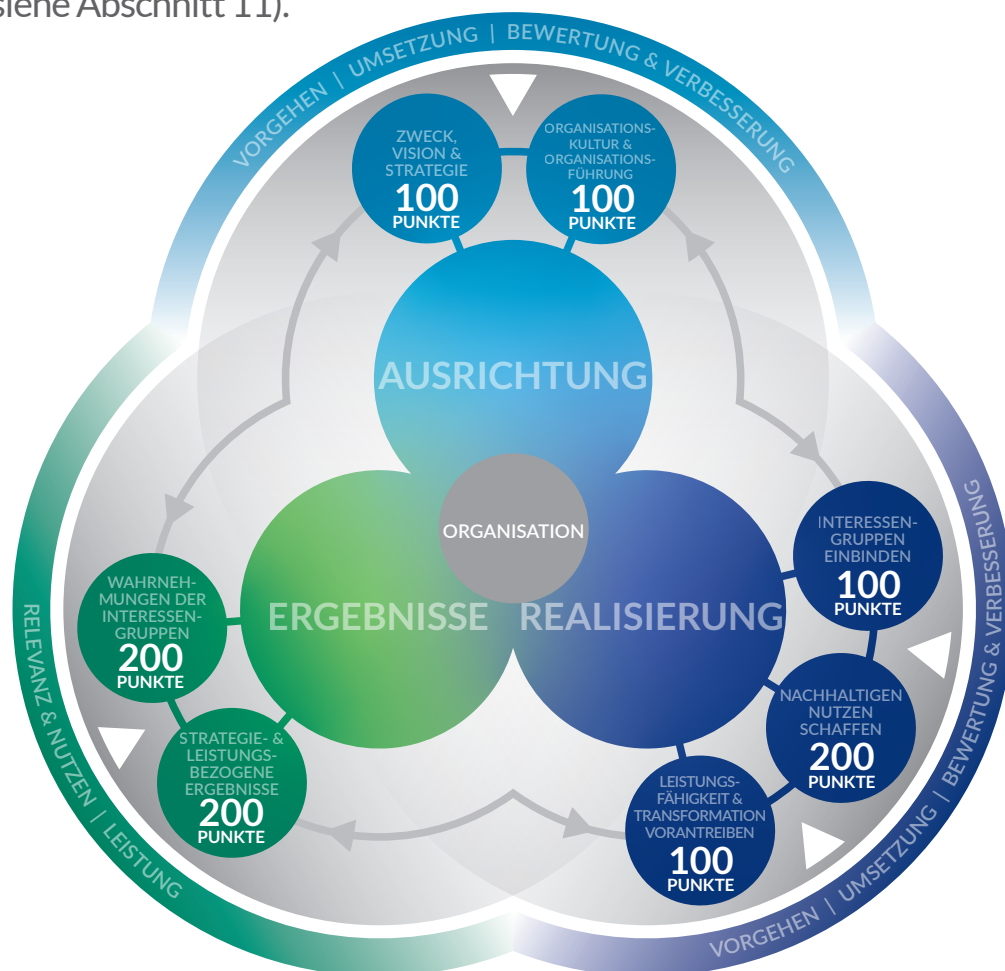 siehe Abschnitt 11).
VORGEHEN | UMSETZUNG | BEWERTUNG & VERBESSERUNG
ZWECK,
VISION &
STRATEGIE
100
PUNKTE
ORGANISATIONS-
KULTUR &
ORGANISATIONS-
FÜHRUNG
100
PUNKTE
AUSRICHTUNG
ORGANISATION
ERGEBNISSE
REALISIERUNG
INTERESSEN-
GRUPPEN
EINBINDEN
100
PUNKTE
NACHHALTIGEN
NUTZEN
SCHAFFEN
200
PUNKTE
LEISTUNGS-
FÄHIGKEIT &
TRANSFORMATION
VORANTREIBEN
100
PUNKTE
WAHRNEH-
MUNGEN DER
INTERESSEN-
GRUPPEN
200
PUNKTE
STRATEGIE- &
LEISTUNGS-
BEZOGENE
ERGEBNISSE
200
PUNKTE
RELEVANZ & NUTZEN | LEISTUNG
VORGEHEN | UMSETZUNG | BEWERTUNG & VERBESSERUNG